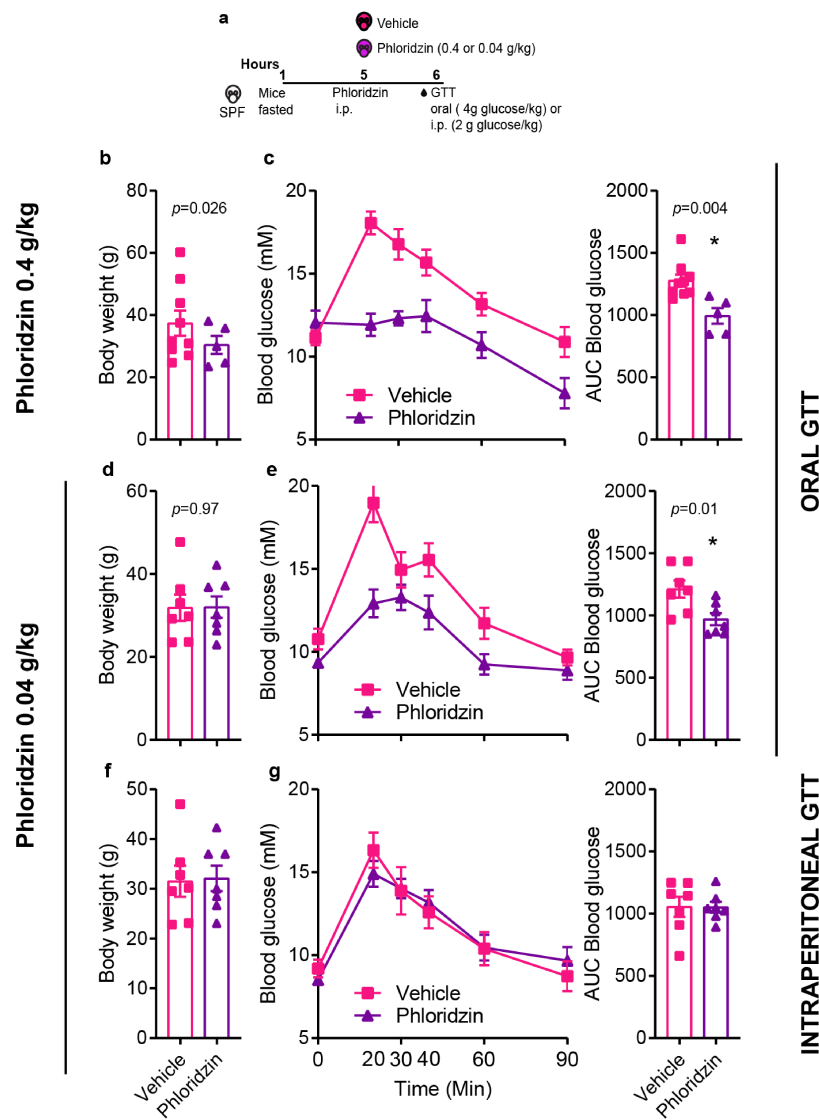 a
Vehicle
Phloridzin (0.4 or 0.04 g/kg)
Hours
1 5 6
SPF
Mice
fasted
Phloridzin
i.p.
GTT
oral ( 4g glucose/kg) or
i.p. (2 g glucose/kg)
Phloridzin 0.4 g/kg
b
Body weight (g)
80
60
40
20
0
p=0.026
c
Blood glucose (mM)
20
15
10
5
Vehicle
Phloridzin
AUC Blood glucose
2000
1500
1000
500
0
p=0.004
*
ORAL GTT
Phloridzin 0.04 g/kg
d
Body weight (g)
60
40
20
0
p=0.97
e
Blood glucose (mM)
20
15
10
5
Vehicle
Phloridzin
AUC Blood glucose
2000
1500
1000
500
0
p=0.01
*
f
Body weight (g)
50
40
30
20
10
0
Vehicle
Phloridzin
g
Blood glucose (mM)
20
15
10
5
Vehicle
Phloridzin
0 20 30 40 60 90
Time (Min)
AUC Blood glucose
2000
1500
1000
500
0
Vehicle
Phloridzin
INTRAPERITONEAL GTT